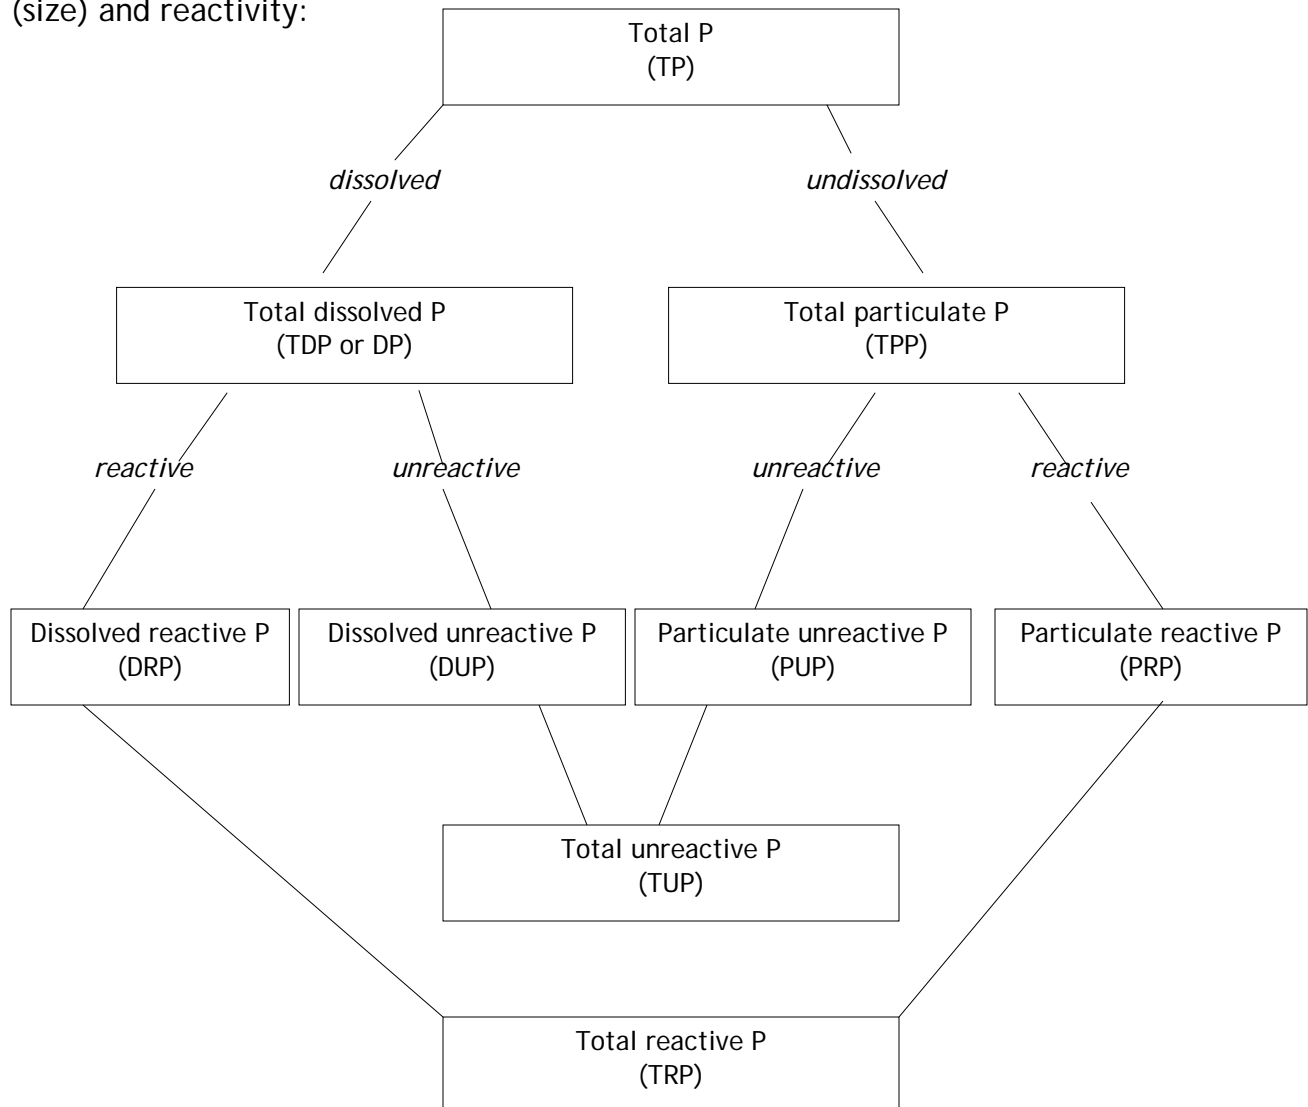 (size) and reactivity:
Total P
(TP)
dissolved
undissolved
Total dissolved P
(TDP or DP)
Total particulate P
(TPP)
reactive
unreactive
unreactive
reactive
Dissolved reactive P
(DRP)
Dissolved unreactive P
(DUP)
Particulate unreactive P
(PUP)
Particulate reactive P
(PRP)
Total unreactive P
(TUP)
Total reactive P
(TRP)